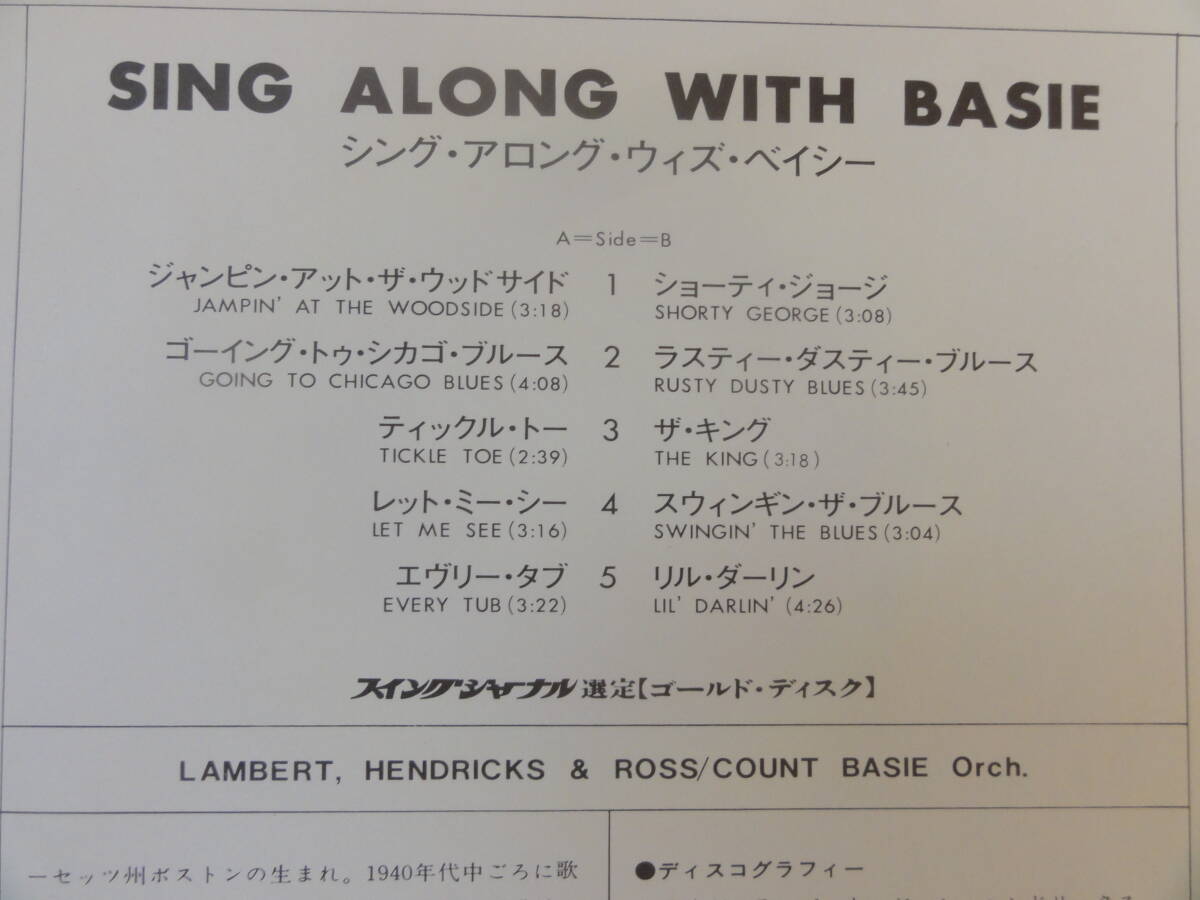 SING ALONG WITH BASIE
シング・アロング・ウィズ・ベイシー
A=Side=B
ジャンピン・アット・ザ・ウッドサイド 1 ショーティ・ジョージ
JAMPIN' AT THE WOODSIDE (3:18) SHORTY GEORGE (3:08)
ゴーイング・トゥ・シカゴ・ブルース 2 ラスティー・ダスティー・ブルース
GOING TO CHICAGO BLUES (4:08) RUSTY DUSTY BLUES (3:45)
ティックル・トー 3 ザ・キング
TICKLE TOE (2:39) THE KING (3:18)
レット・ミー・シー 4 スウィンギン・ザ・ブルース
LET ME SEE (3:16) SWINGIN' THE BLUES (3:04)
エヴリー・タブ 5 リル・ダーリン
EVERY TUB (3:22) LIL' DARLIN' (4:26)
スイングジャーナル選定【ゴールド・ディスク】
LAMBERT, HENDRICKS & ROSS/COUNT BASIE Orch.
ーセッツ州ボストンの生まれ。1940年代中ごろに歌
●ディスコグラフィー